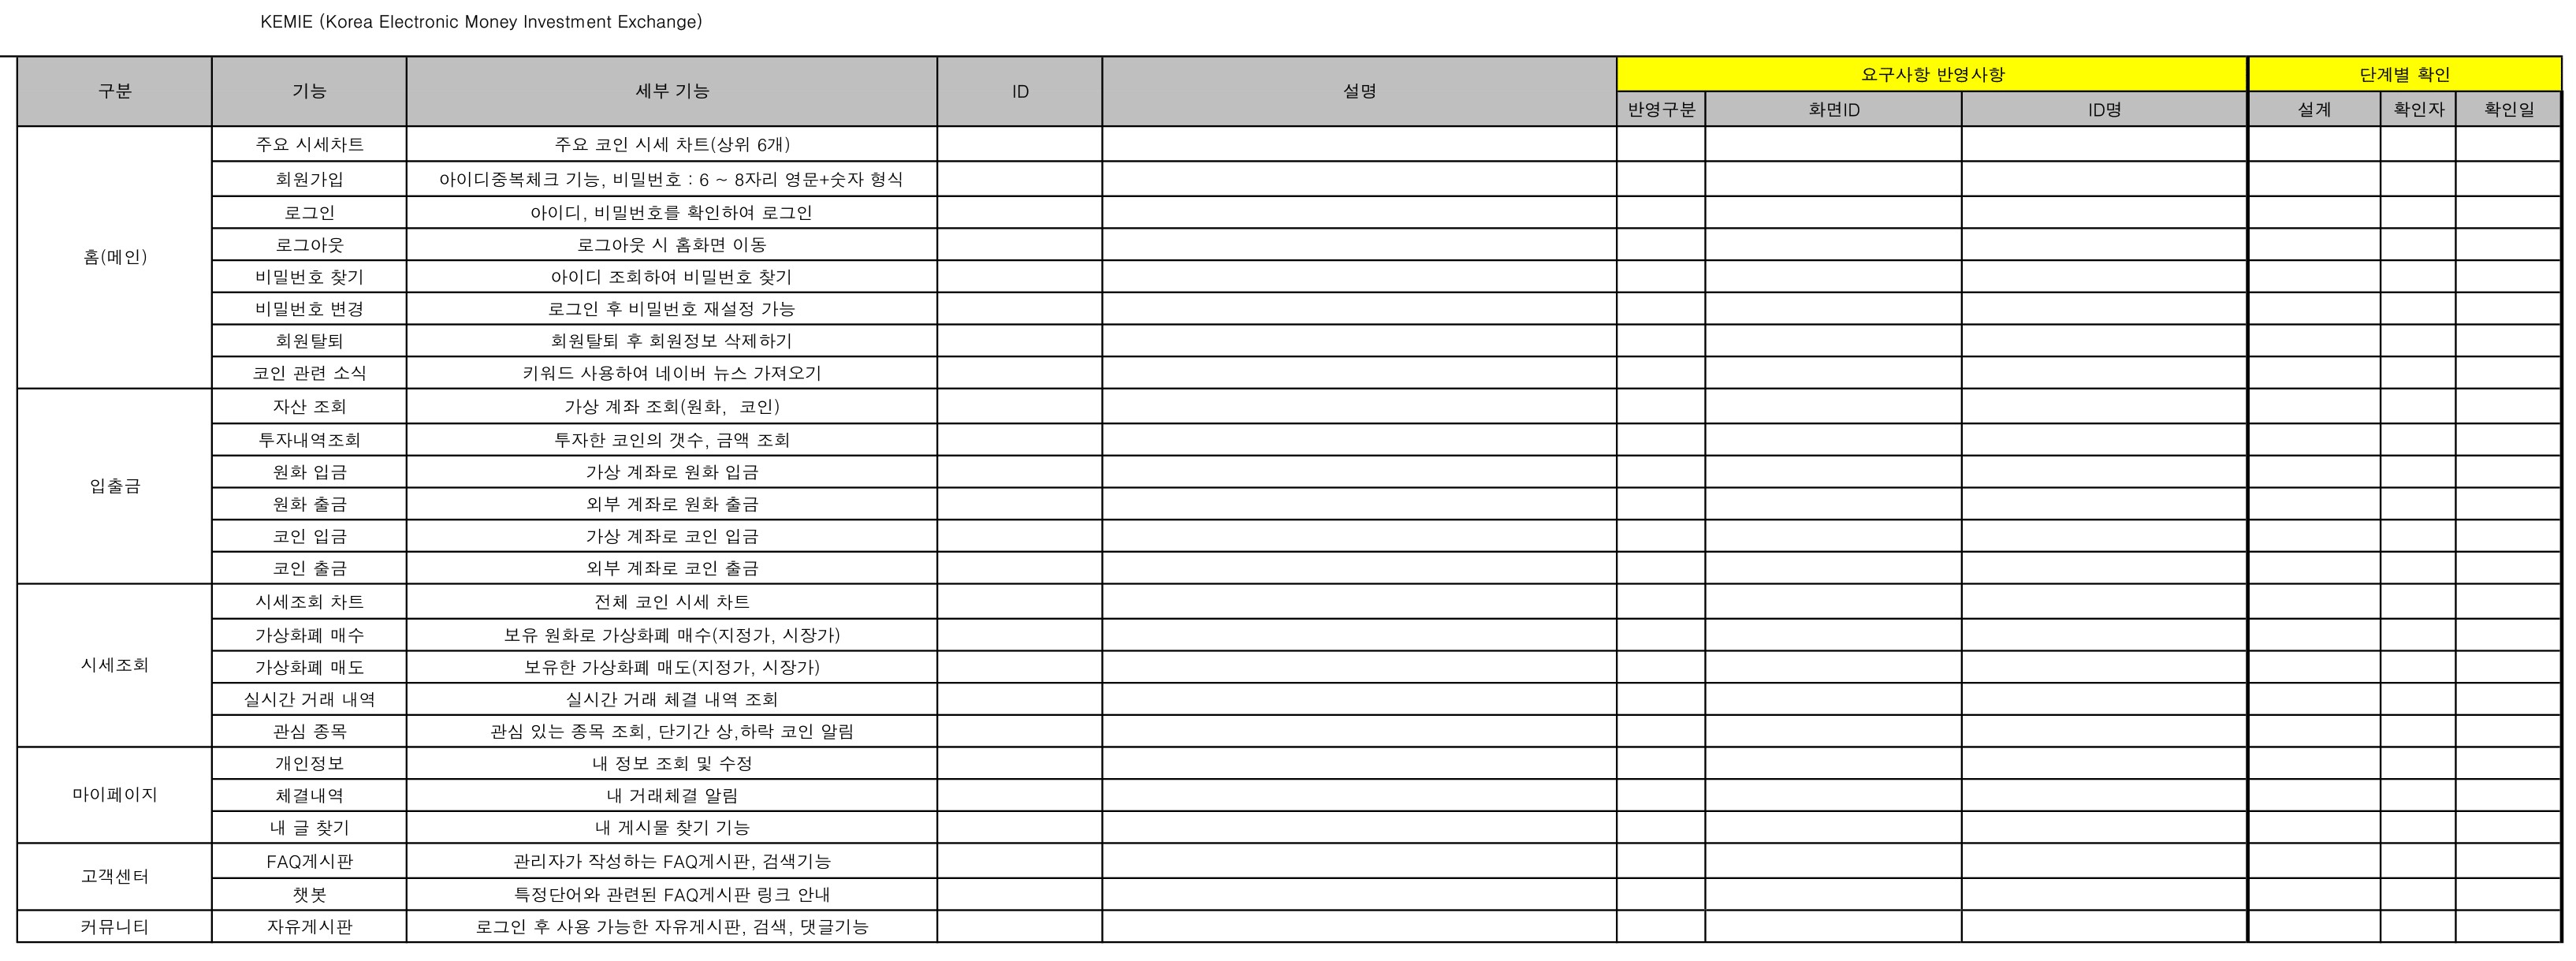 KEMIE (Korea Electronic Money Investment Exchange)
구분 기능 세부 기능 ID 설명 요구사항 반영사항 단계별 확인
반영구분 화면ID ID명 설계 확인자 확인일
홈(메인) 주요 시세차트 주요 코인 시세 차트(상위 6개)
회원가입 아이디중복체크 기능, 비밀번호 : 6 ~ 8자리 영문+숫자 형식
로그인 아이디, 비밀번호를 확인하여 로그인
로그아웃 로그아웃 시 홈화면 이동
비밀번호 찾기 아이디 조회하여 비밀번호 찾기
비밀번호 변경 로그인 후 비밀번호 재설정 가능
회원탈퇴 회원탈퇴 후 회원정보 삭제하기
코인 관련 소식 키워드 사용하여 네이버 뉴스 가져오기
입출금 자산 조회 가상 계좌 조회(원화, 코인)
투자내역조회 투자한 코인의 갯수, 금액 조회
원화 입금 가상 계좌로 원화 입금
원화 출금 외부 계좌로 원화 출금
코인 입금 가상 계좌로 코인 입금
코인 출금 외부 계좌로 코인 출금
시세조회 시세조회 차트 전체 코인 시세 차트
가상화폐 매수 보유 원화로 가상화폐 매수(지정가, 시장가)
가상화폐 매도 보유한 가상화폐 매도(지정가, 시장가)
실시간 거래 내역 실시간 거래 체결 내역 조회
관심 종목 관심 있는 종목 조회, 단기간 상,하락 코인 알림
마이페이지 개인정보 내 정보 조회 및 수정
체결내역 내 거래체결 알림
내 글 찾기 내 게시물 찾기 기능
고객센터 FAQ게시판 관리자가 작성하는 FAQ게시판, 검색기능
챗봇 특정단어와 관련된 FAQ게시판 링크 안내
커뮤니티 자유게시판 로그인 후 사용 가능한 자유게시판, 검색, 댓글기능